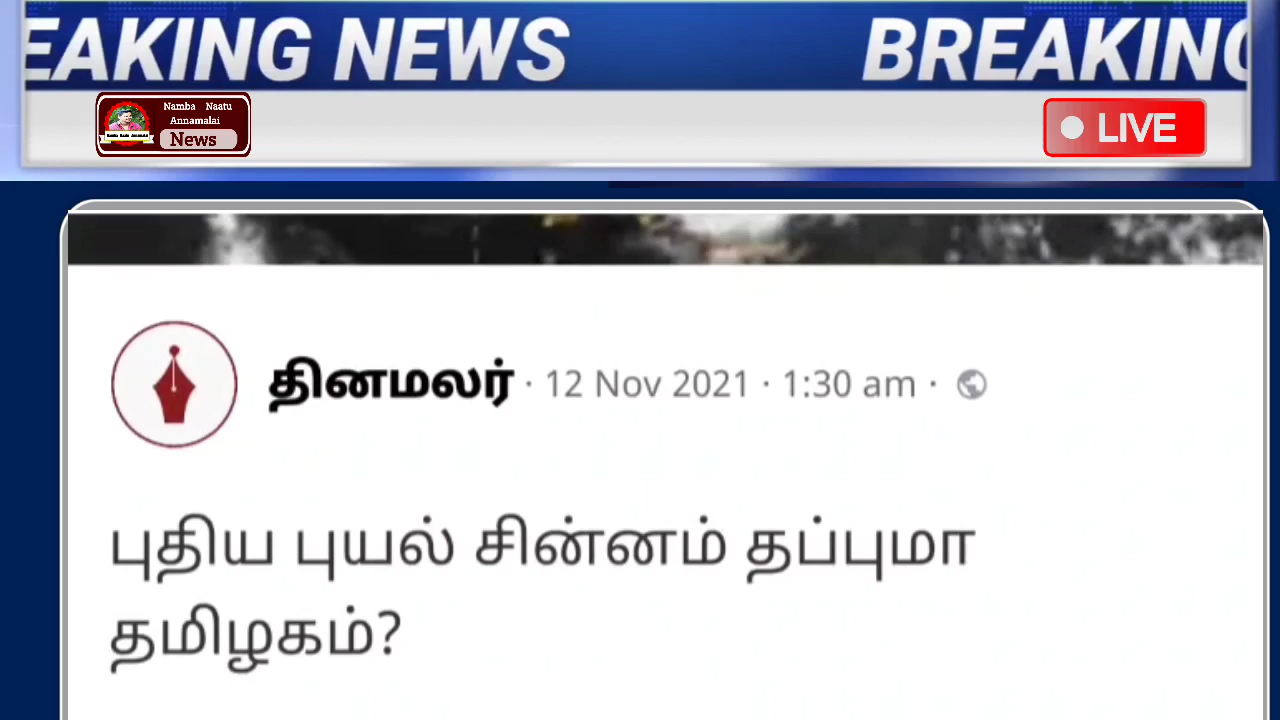 EAKING NEWS BREAKING
Namba Naatu
Annamalai
News
LIVE
தினமலர் · 12 Nov 2021 · 1:30 am ·
புதிய புயல் சின்னம் தப்புமா
தமிழகம்?